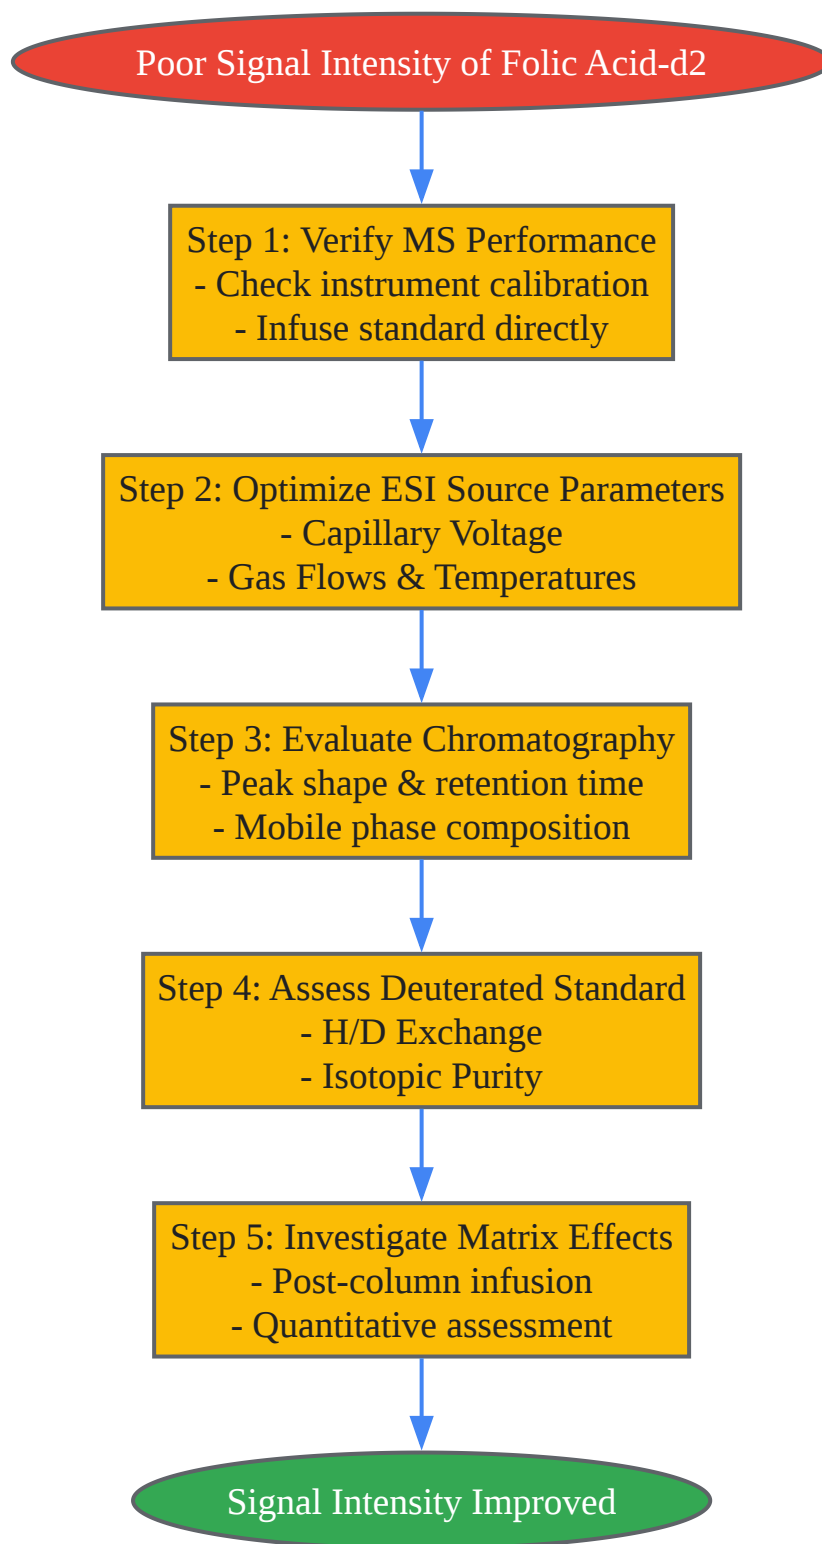 Poor Signal Intensity of Folic Acid-d2
Step 1: Verify MS Performance
- Check instrument calibration
- Infuse standard directly
Step 2: Optimize ESI Source Parameters
- Capillary Voltage
- Gas Flows & Temperatures
Step 3: Evaluate Chromatography
- Peak shape & retention time
- Mobile phase composition
Step 4: Assess Deuterated Standard
- H/D Exchange
- Isotopic Purity
Step 5: Investigate Matrix Effects
- Post-column infusion
- Quantitative assessment
Signal Intensity Improved